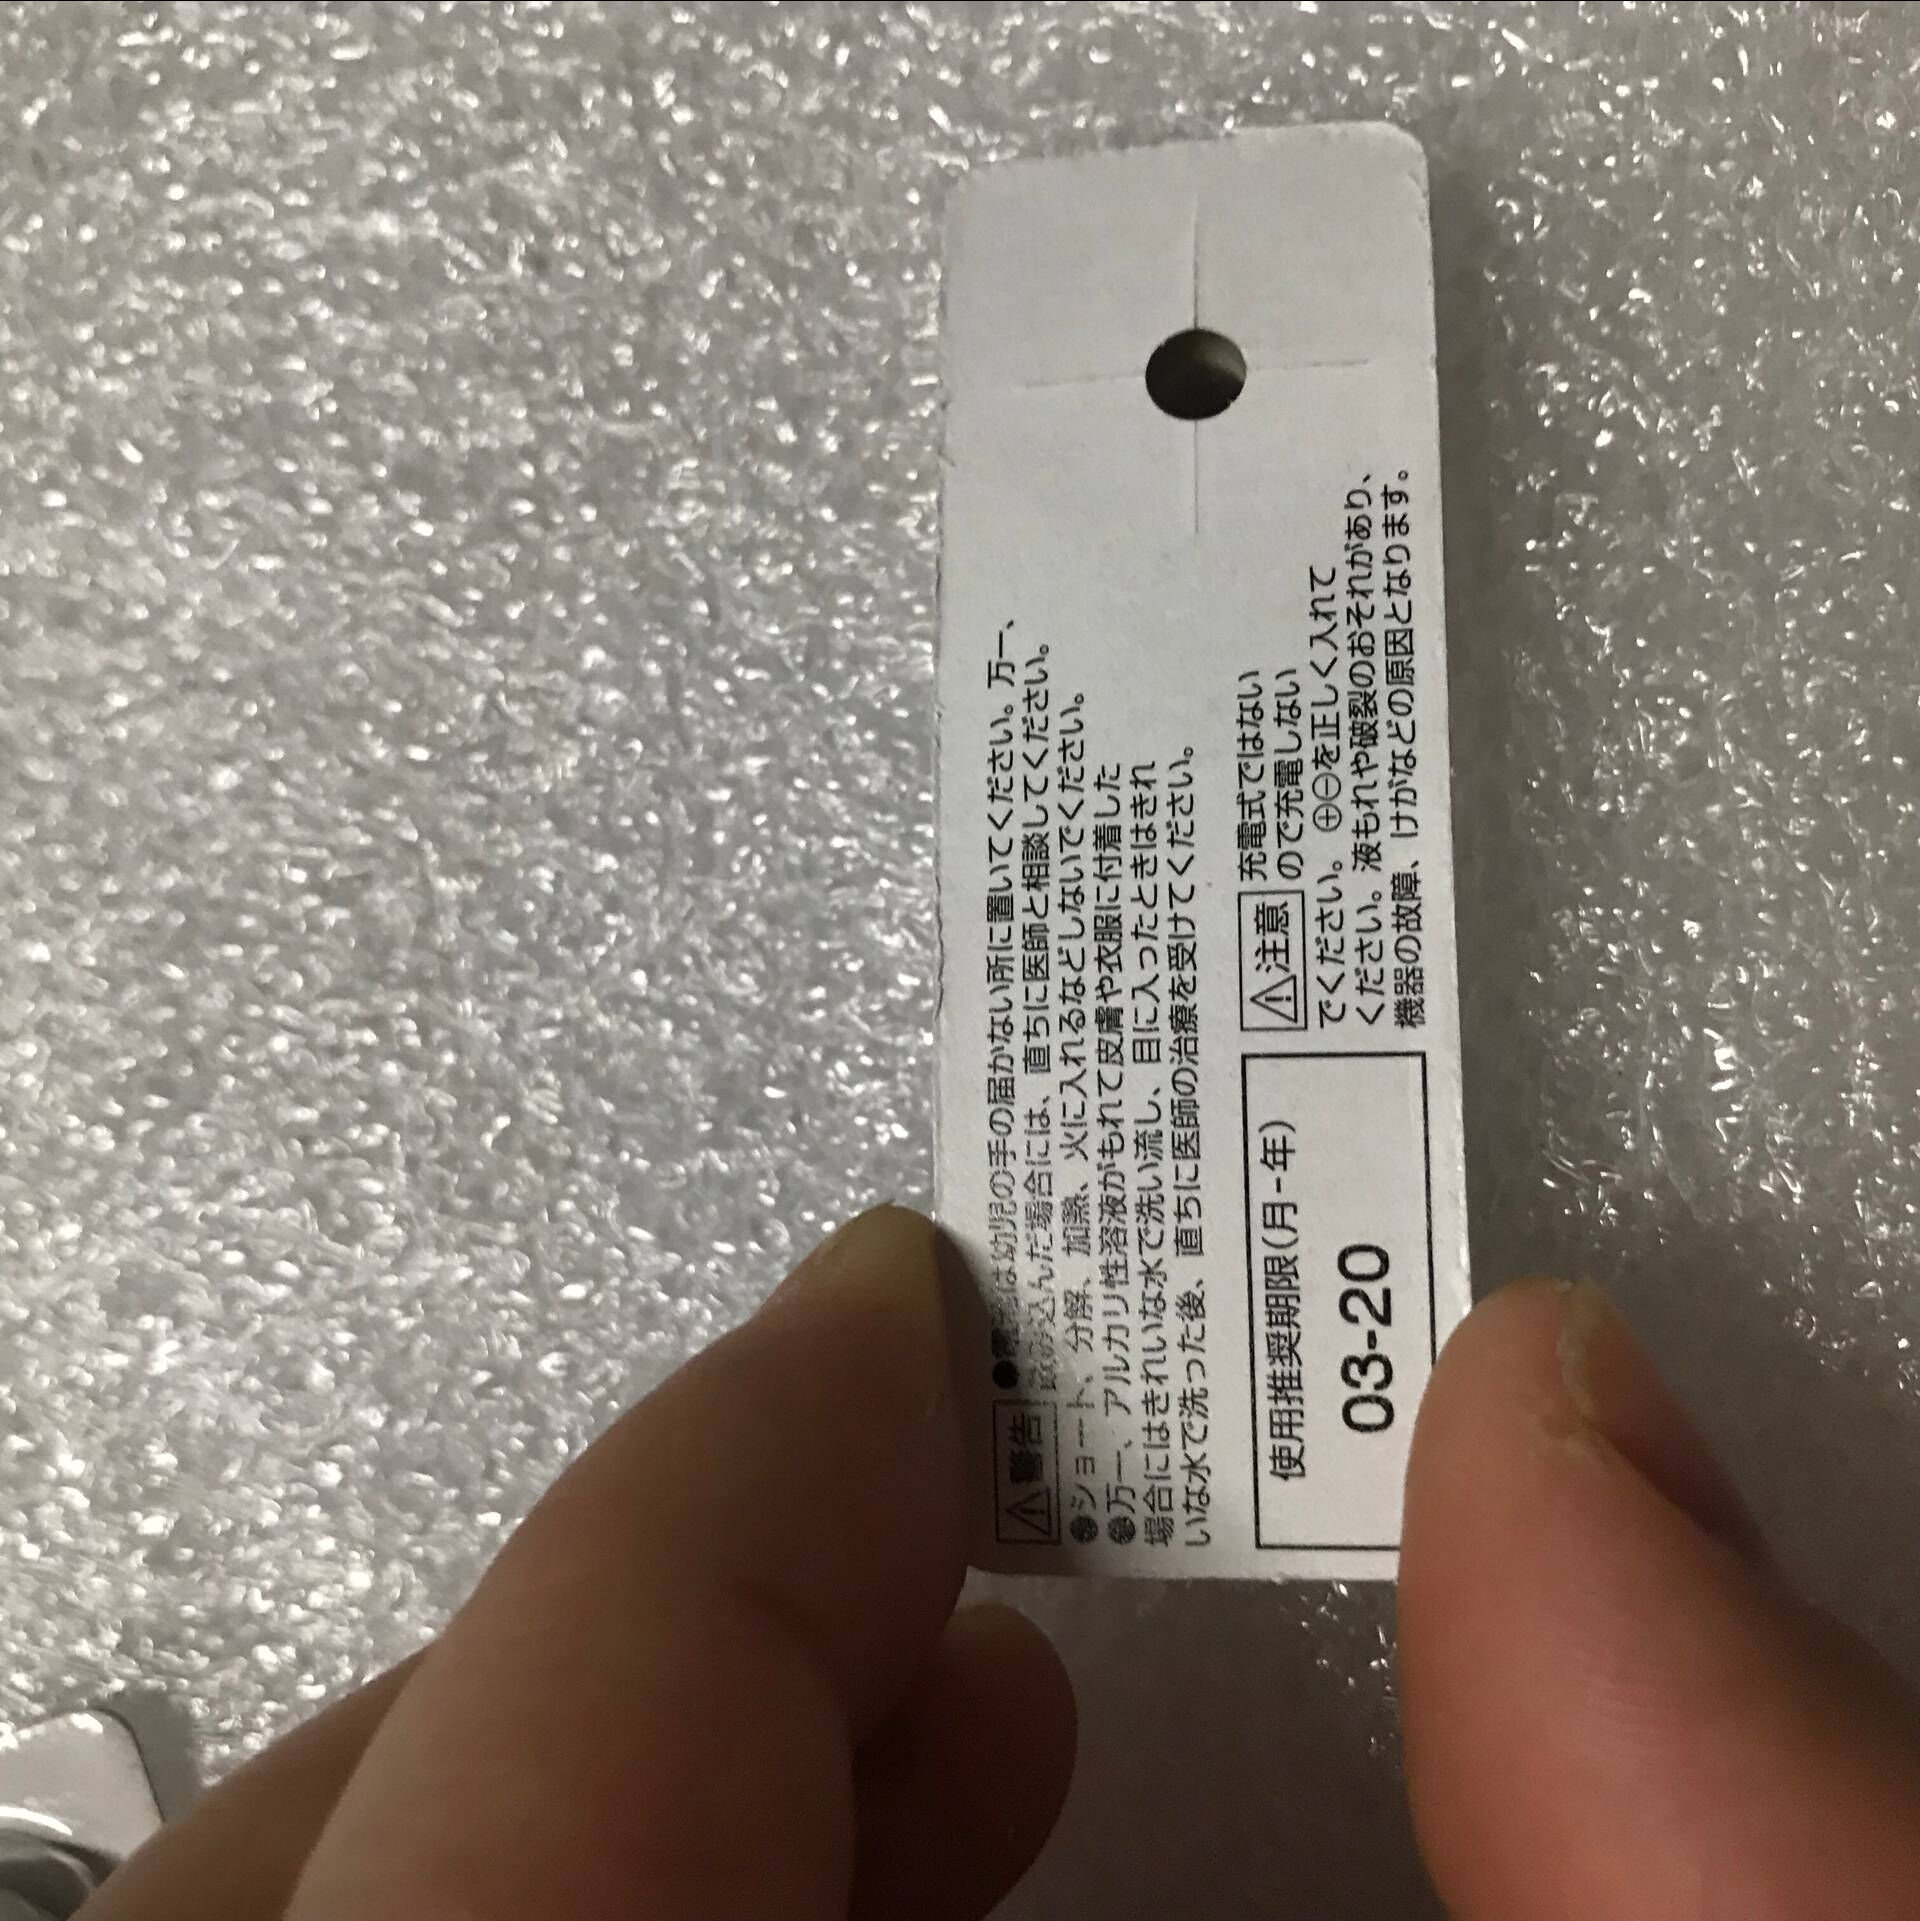 ⚠警告 ●電池は幼児の手の届かない所に置いてください。万一、
飲み込んだ場合には、直ちに医師と相談してください。
●ショート、分解、加熱、火に入れるなどしないでください。
●万一、アルカリ性溶液がもれて皮膚や衣服に付着した
場合にはきれいな水で洗い流し、目に入ったときはきれ
いな水で洗った後、直ちに医師の治療を受けてください。
⚠注意 充電式ではない
ので充電しない
でください。⊕⊖を正しく入れて
ください。液もれや破裂のおそれがあり、
機器の故障、けがなどの原因となります。
使用推奨期限(月-年)
03-20